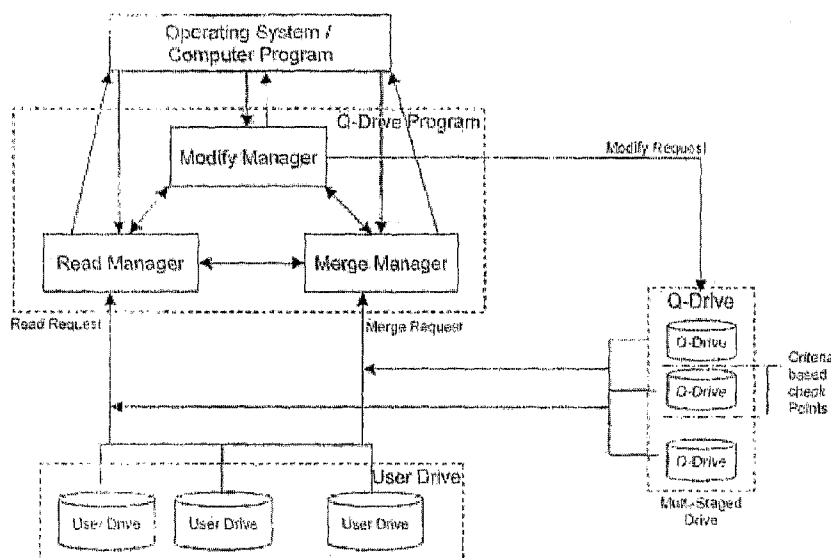 Operating System /
Computer Program
Q-Drive Program
Modify Manager
Modify Request
Read Manager
Merge Manager
Read Request
Merge Request
Q-Drive
Q-Drive
Q-Drive
Q-Drive
Criteria
based
check
Points
Multi-Staged
Drive
User Drive
User Drive
User Drive
User Drive